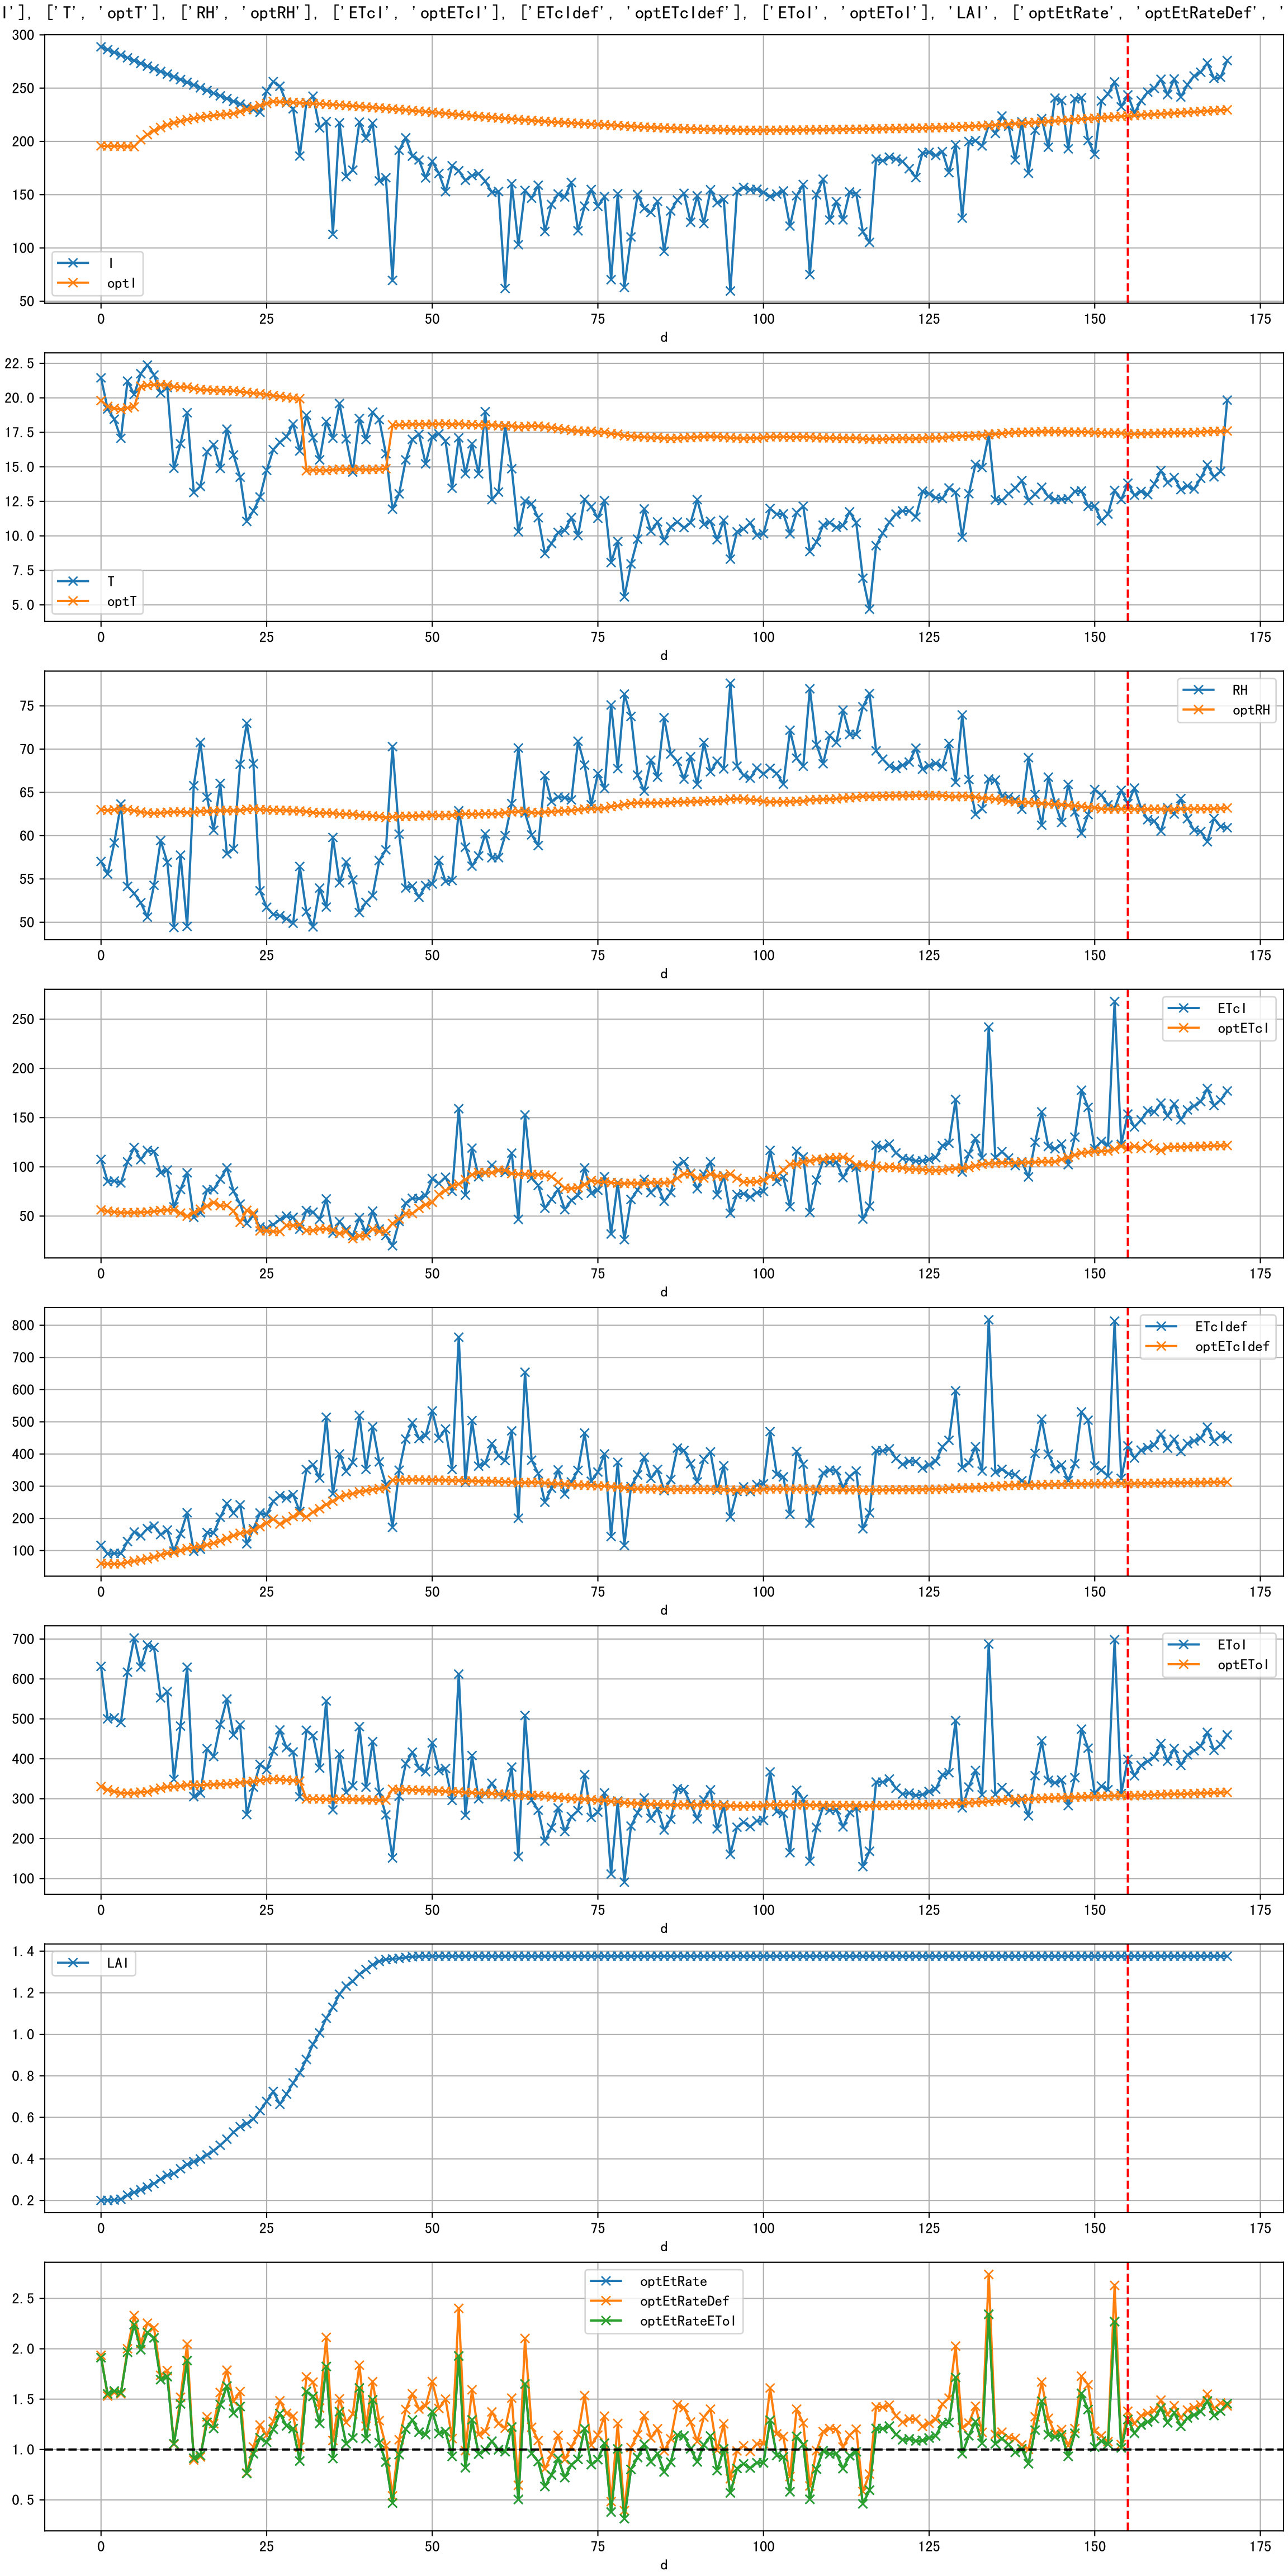 I'], ['T', 'optT'], ['RH', 'optRH'], ['ETcI', 'optETcI'], ['ETcIdef', 'optETcIdef'], ['EToI', 'optEToI'], 'LAI', ['optEtRate', 'optEtRateDef', '
300
250
200
150
100
50
I
optI
0 25 50 75 100 125 150 175
d
22.5
20.0
17.5
15.0
12.5
10.0
7.5
5.0
T
optT
0 25 50 75 100 125 150 175
d
75
70
65
60
55
50
RH
optRH
0 25 50 75 100 125 150 175
d
250
200
150
100
50
ETcI
optETcI
0 25 50 75 100 125 150 175
d
800
700
600
500
400
300
200
100
ETcIdef
optETcIdef
0 25 50 75 100 125 150 175
d
700
600
500
400
300
200
100
EToI
optEToI
0 25 50 75 100 125 150 175
d
1.4
1.2
1.0
0.8
0.6
0.4
0.2
LAI
0 25 50 75 100 125 150 175
d
2.5
2.0
1.5
1.0
0.5
optEtRate
optEtRateDef
optEtRateEToI
0 25 50 75 100 125 150 175
d